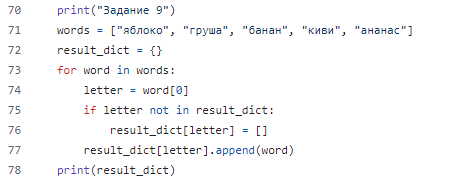 70 print("Задание 9")
71 words = ["яблоко", "груша", "банан", "киви", "ананас"]
72 result_dict = {}
73 for word in words:
74     letter = word[0]
75     if letter not in result_dict:
76         result_dict[letter] = []
77     result_dict[letter].append(word)
78 print(result_dict)